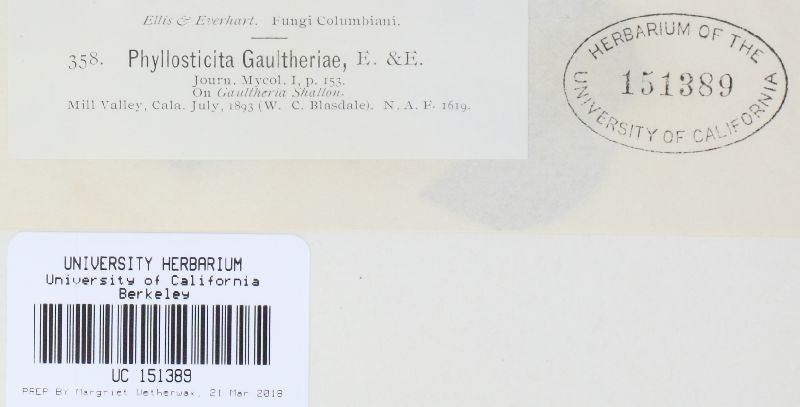 Ellis & Everhart. Fungi Columbiani.
358. Phyllosticita Gaultheriae, E. &E.
Journ. Mycol. I, p. 153.
On Gaultheria Shallon.
Mill Valley, Cala. July, 1893 (W. C. Blasdale). N. A. F. 1619.
HERBARIUM OF THE
151389
UNIVERSITY OF CALIFORNIA
UNIVERSITY HERBARIUM
University of California
Berkeley
UC 151389
PREP BY Margriet Wetherwax, 21 Mar 2018